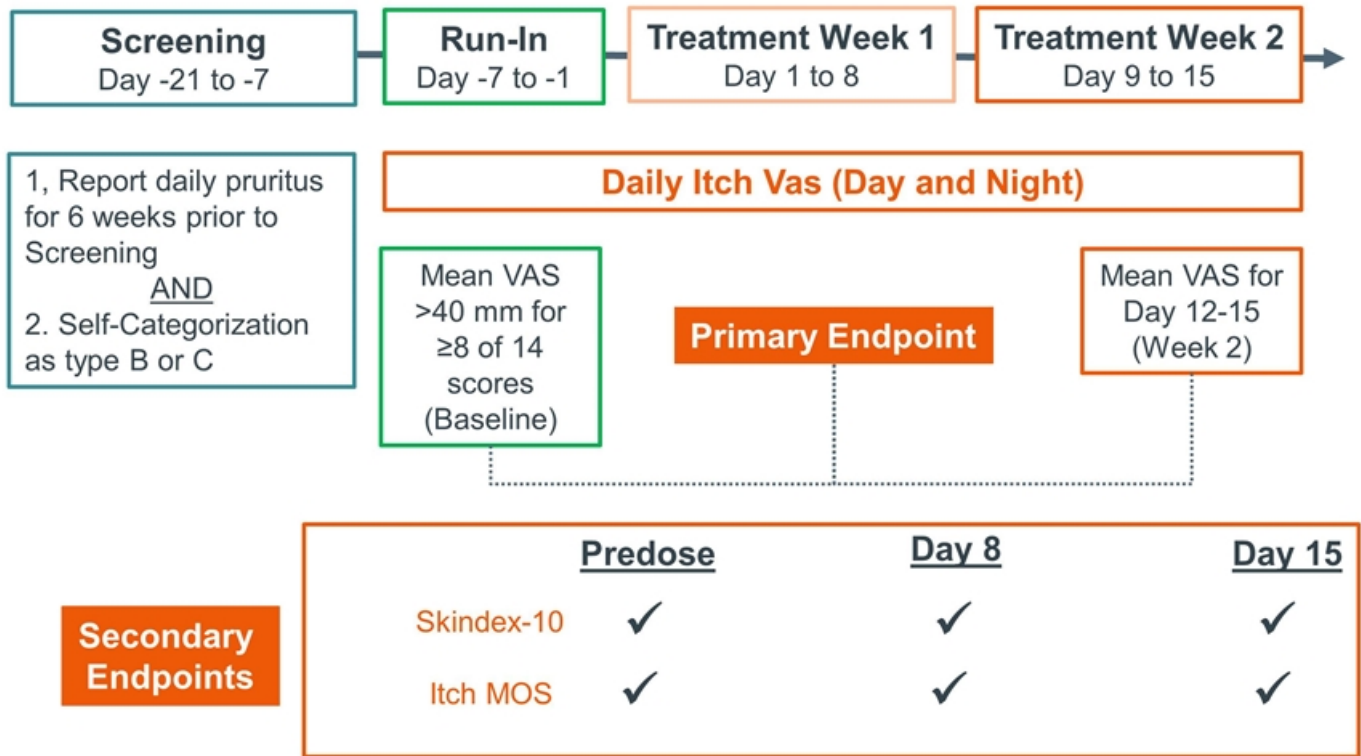 Screening
Day -21 to -7
Run-In
Day -7 to -1
Treatment Week 1
Day 1 to 8
Treatment Week 2
Day 9 to 15
1, Report daily pruritus
for 6 weeks prior to
Screening
AND
2. Self-Categorization
as type B or C
Daily Itch Vas (Day and Night)
Mean VAS
>40 mm for
≥8 of 14
scores
(Baseline)
Primary Endpoint
Mean VAS for
Day 12-15
(Week 2)
Secondary
Endpoints
Predose Day 8 Day 15
Skindex-10 ✓ ✓ ✓
Itch MOS ✓ ✓ ✓